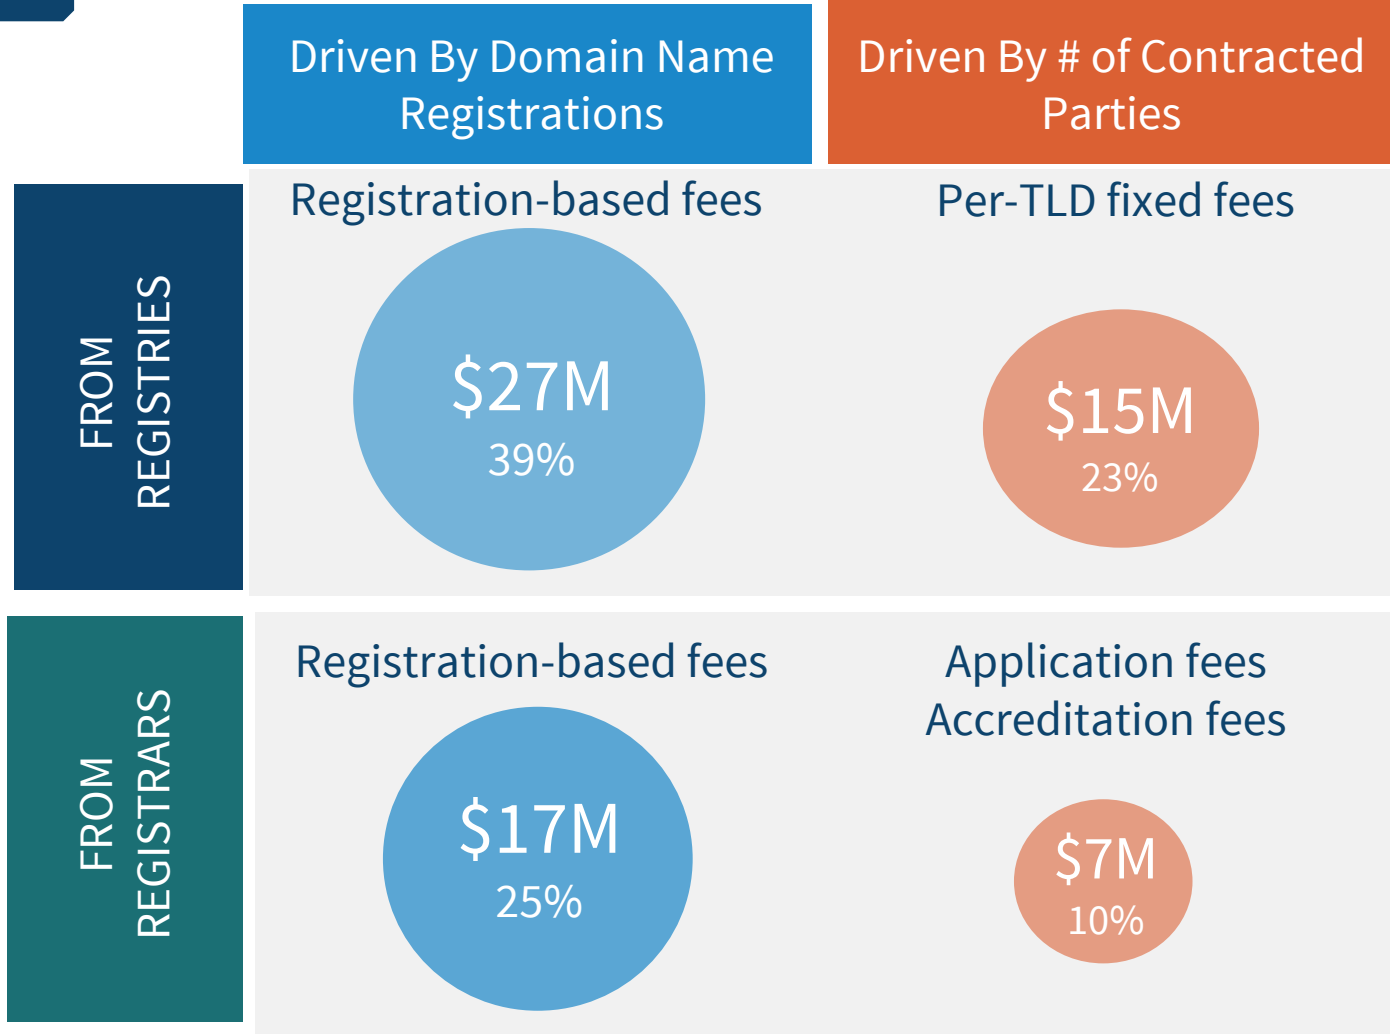 Driven By Domain Name
Registrations
Driven By # of Contracted
Parties
FROM
REGISTRIES
Registration-based fees
$27M
39%
Per-TLD fixed fees
$15M
23%
FROM
REGISTRARS
Registration-based fees
$17M
25%
Application fees
Accreditation fees
$7M
10%